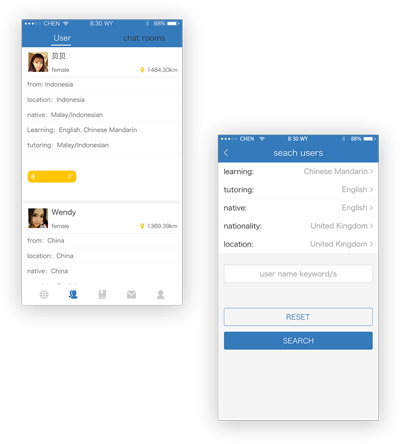 CHEN 8:30 WY 88%
User chat rooms
贝贝
female 1484.30km
from: Indonesia
location: Indonesia
native: Malay/Indonesian
Learning: English, Chinese Mandarin
tutoring: Malay/Indonesian
Wendy
female 1369.39km
from: China
location: China
native: China
CHEN 8:30 WY 88%
seach users
learning: Chinese Mandarin
tutoring: English
native: English
nationality: United Kingdom
location: United Kingdom
user name keyword/s
RESET
SEARCH